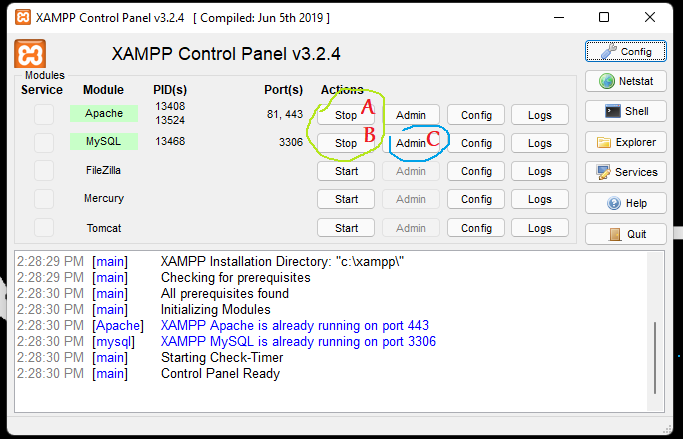 XAMPP Control Panel v3.2.4 [ Compiled: Jun 5th 2019 ]
XAMPP Control Panel v3.2.4
Config
Modules
Service Module PID(s) Port(s) Actions
Netstat
Apache 13408 13524 81, 443 Stop A Admin Config Logs
Shell
MySQL 13468 3306 Stop B Admin C Config Logs
Explorer
FileZilla Start Admin Config Logs
Services
Mercury Start Admin Config Logs
Help
Tomcat Start Admin Config Logs
Quit
2:28:29 PM [main] XAMPP Installation Directory: "c:\xampp\"
2:28:29 PM [main] Checking for prerequisites
2:28:30 PM [main] All prerequisites found
2:28:30 PM [main] Initializing Modules
2:28:30 PM [Apache] XAMPP Apache is already running on port 443
2:28:30 PM [mysql] XAMPP MySQL is already running on port 3306
2:28:30 PM [main] Starting Check-Timer
2:28:30 PM [main] Control Panel Ready